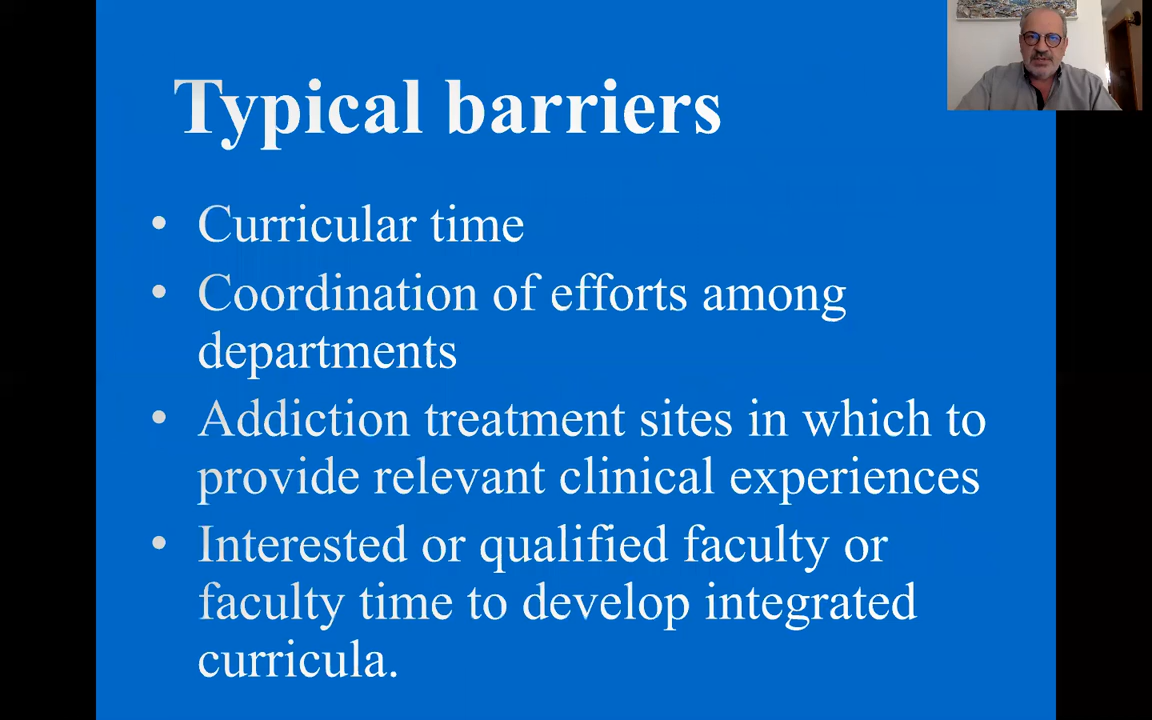 Typical barriers
• Curricular time
• Coordination of efforts among
departments
• Addiction treatment sites in which to
provide relevant clinical experiences
• Interested or qualified faculty or
faculty time to develop integrated
curricula.